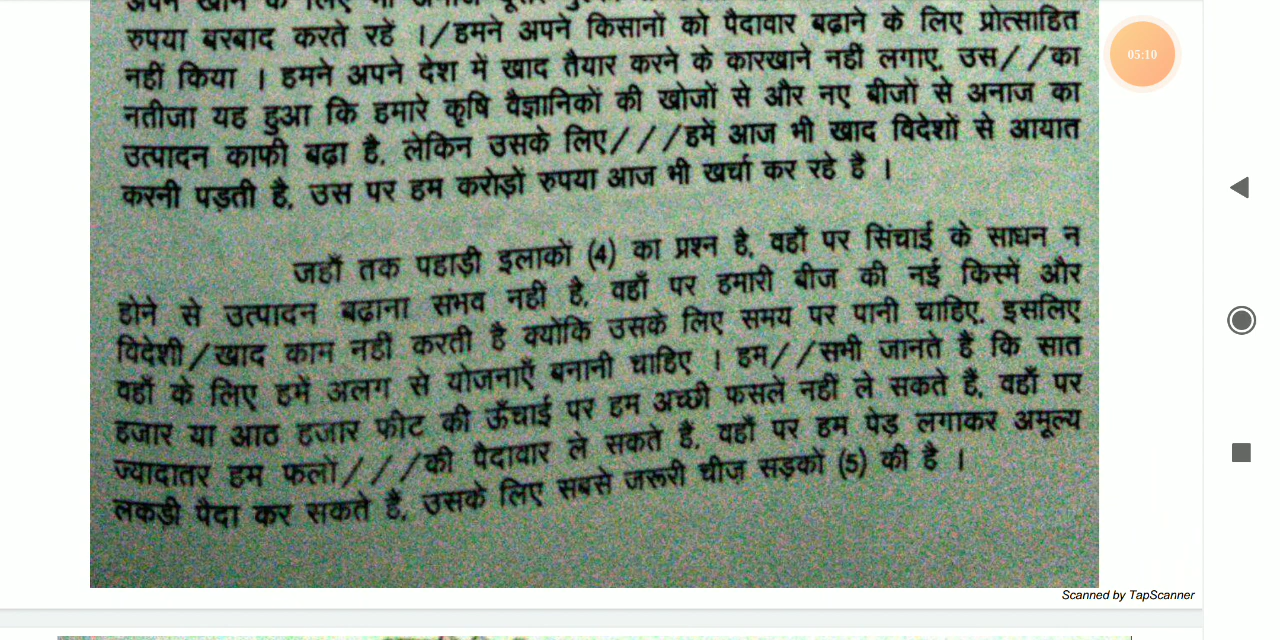 अपने खाने के लिए भी अनाज दूसरे
रुपया बरबाद करते रहें ।/हमने अपने किसानों को पैदावार बढ़ाने के लिए प्रोत्साहित
नहीं किया । हमने अपने देश में खाद तैयार करने के कारखाने नहीं लगाए, उस//का
नतीजा यह हुआ कि हमारे कृषि वैज्ञानिकों की खोजों से और नए बीजों से अनाज का
उत्पादन काफी बढ़ा है, लेकिन उसके लिए///हमें आज भी खाद विदेशों से आयात
करनी पड़ती है, उस पर हम करोड़ों रुपया आज भी खर्चा कर रहे है ।
जहाँ तक पहाड़ी इलाकों (4) का प्रश्न है, वहाँ पर सिंचाई के साधन न
होने से उत्पादन बढाना संभव नहीं है, वहाँ पर हमारी बीज की नई किस्में और
विदेशी/खाद काम नहीं करती है क्योंकि उसके लिए समय पर पानी चाहिए, इसलिए
वहाँ के लिए हमें अलग से योजनाएँ बनानी चाहिए । हम//सभी जानते है कि सात
हजार या आठ हजार फीट की ऊँचाई पर हम अच्छी फसलें नहीं ले सकते हैं, वहाँ पर
ज्यादातर हम फलों///की पैदावार ले सकते हैं, वहाँ पर हम पेड़ लगाकर अमूल्य
लकड़ी पैदा कर सकते हैं, उसके लिए सबसे जरूरी चीज़ सड़कों (5) की है ।
Scanned by TapScanner
05:10